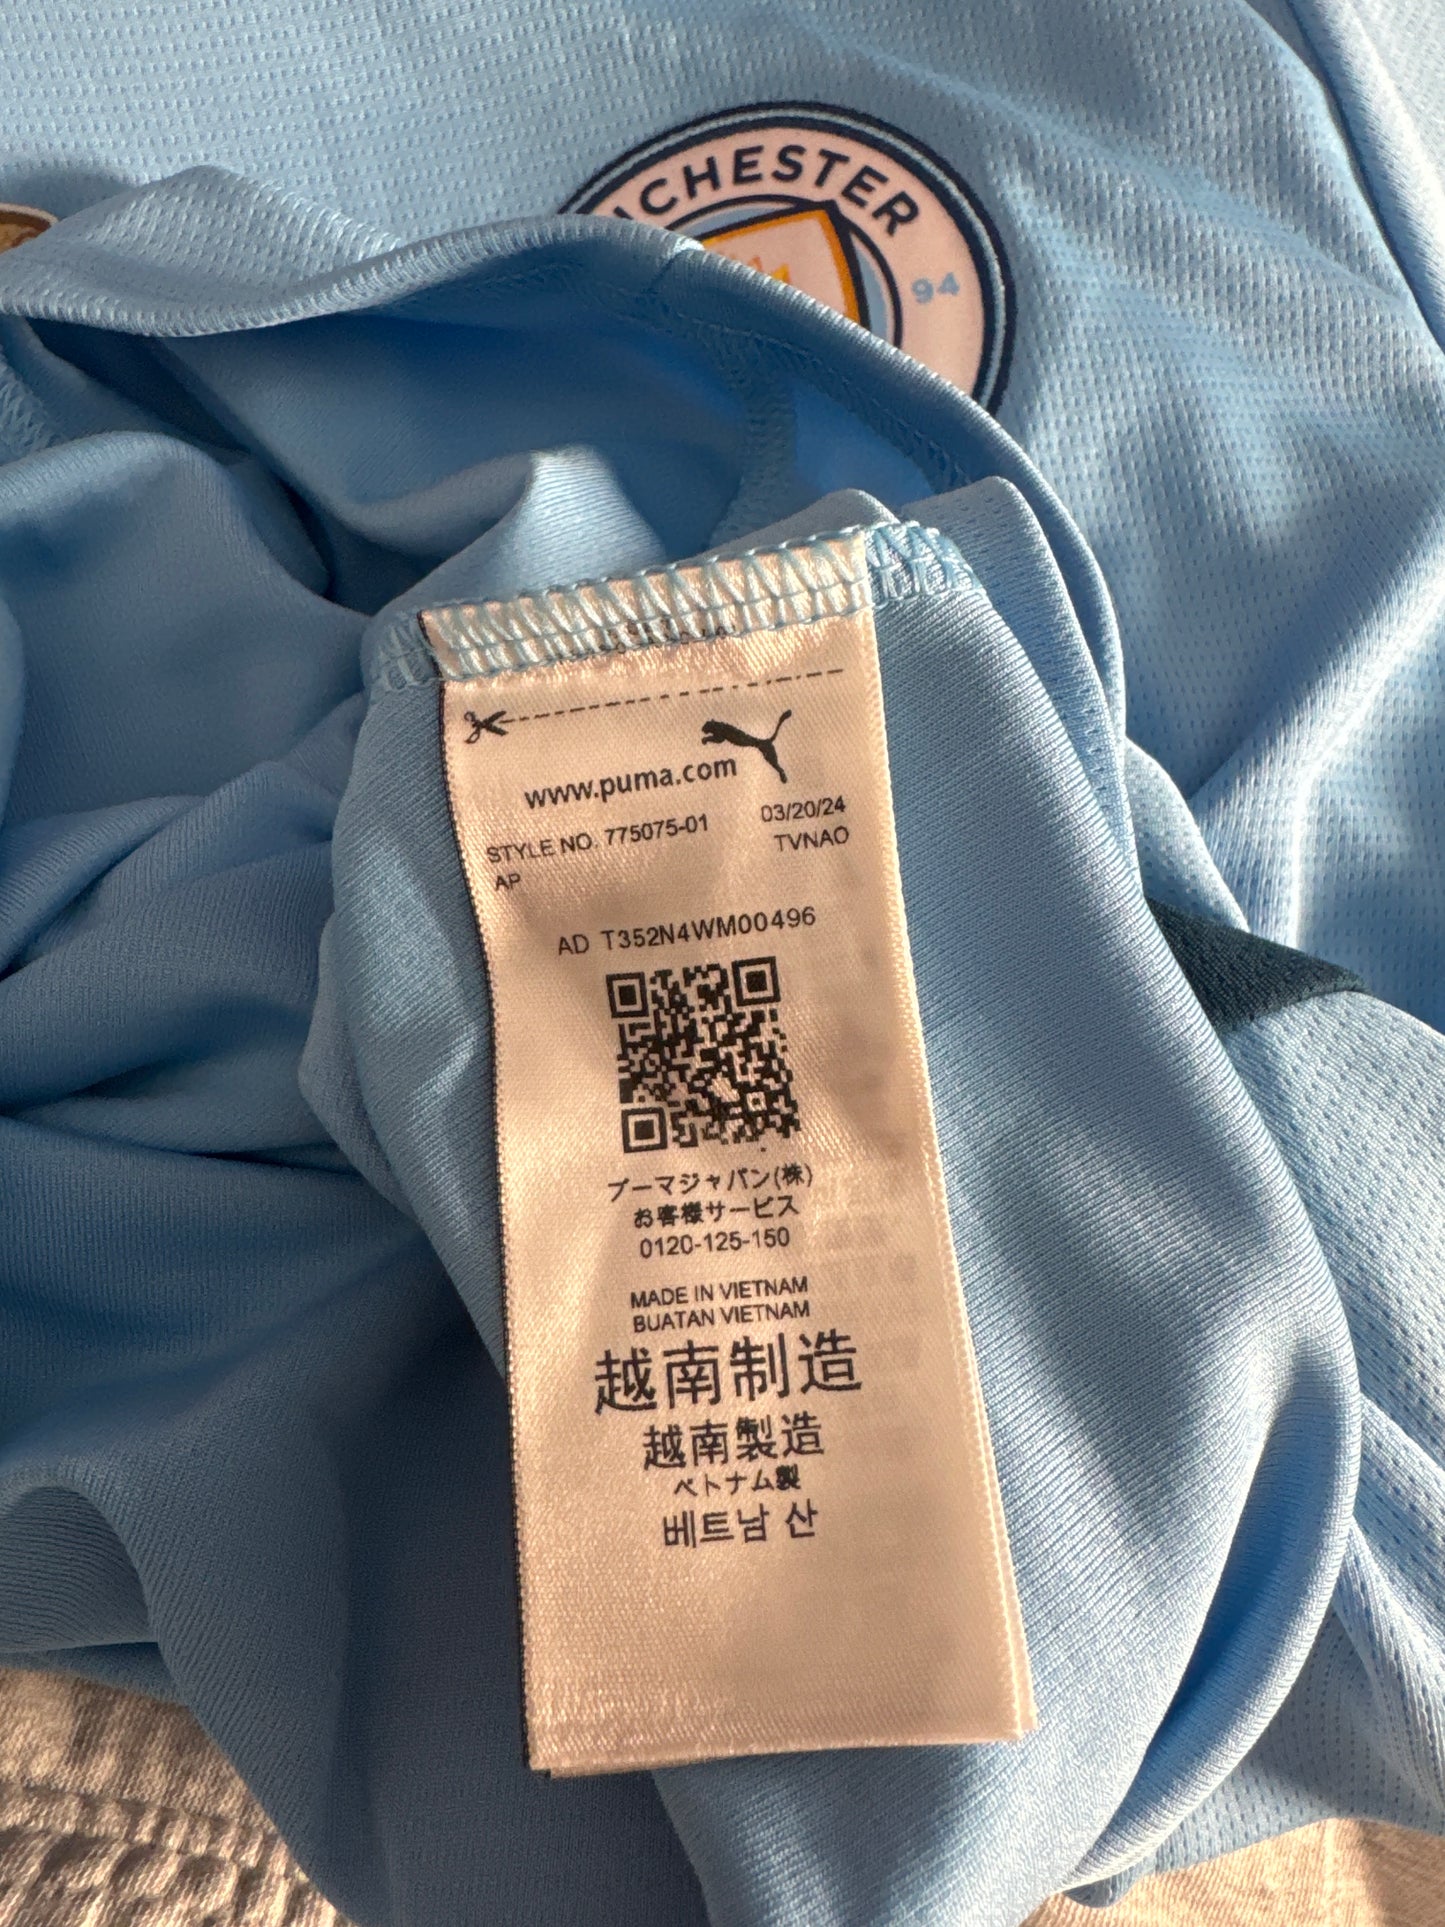 CHESTER
94
www.puma.com
STYLE NO. 775075-01 03/20/24
AP TVNAO
AD T352N4WM00496
プーマジャパン(株)
お客様サービス
0120-125-150
MADE IN VIETNAM
BUATAN VIETNAM
越南制造
越南製造
ベトナム製
베트남 산